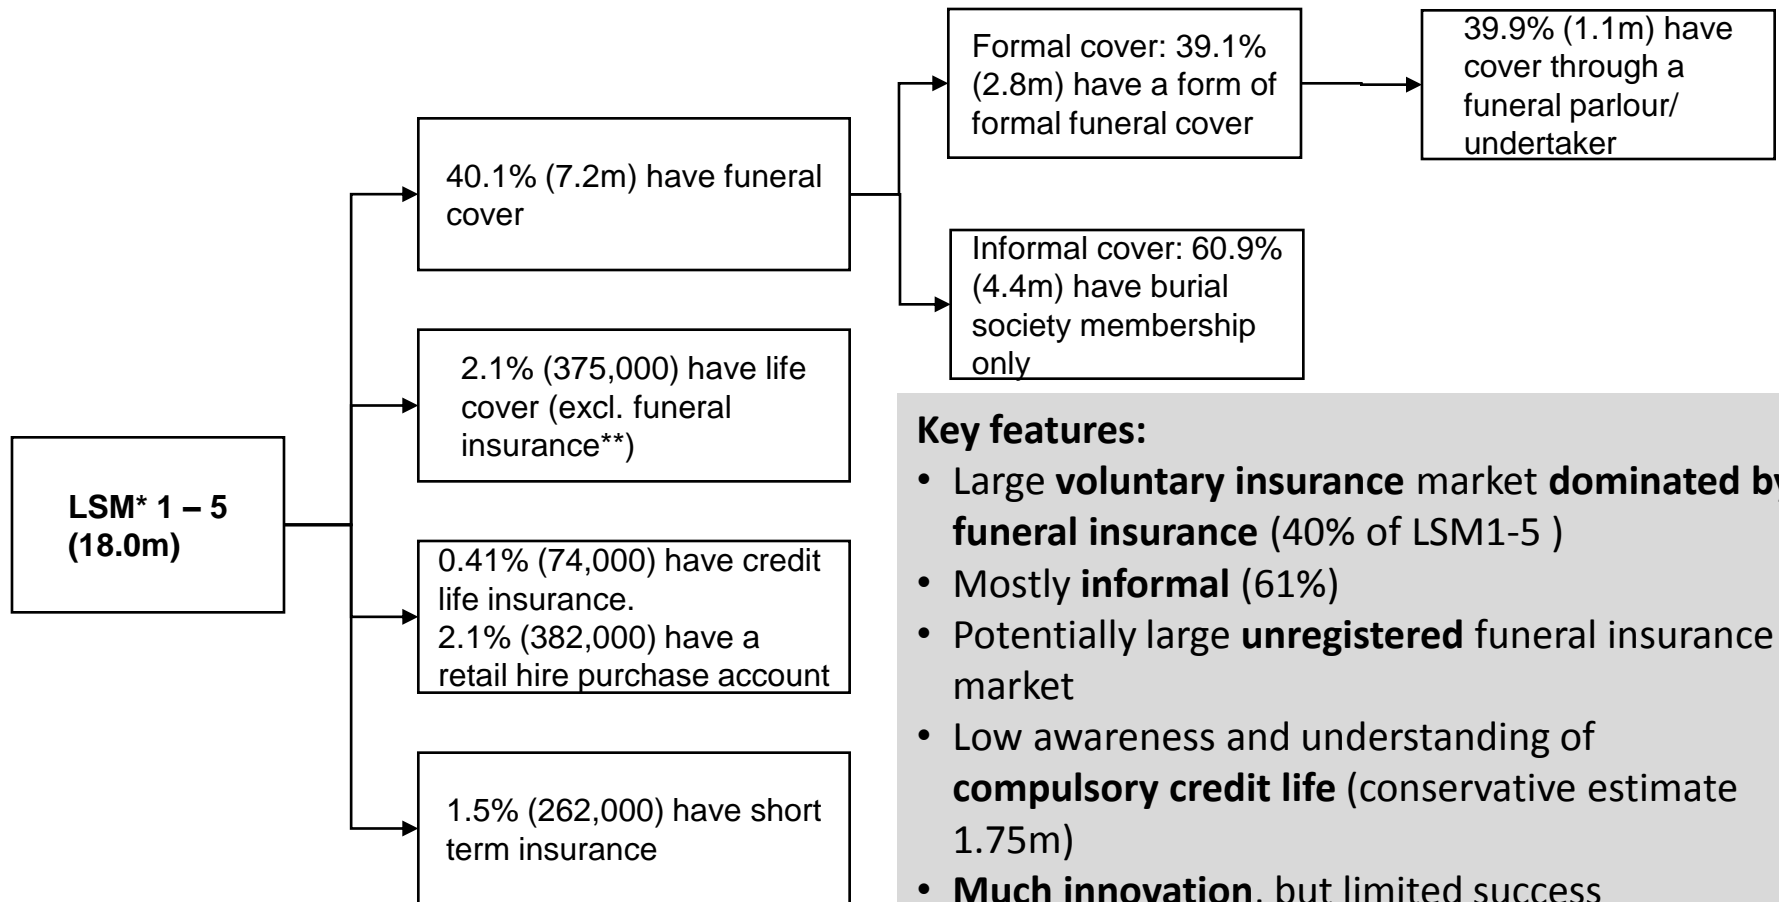 LSM* 1 – 5
(18.0m)
40.1% (7.2m) have funeral
cover
2.1% (375,000) have life
cover (excl. funeral
insurance**)
0.41% (74,000) have credit
life insurance.
2.1% (382,000) have a
retail hire purchase account
1.5% (262,000) have short
term insurance
Formal cover: 39.1%
(2.8m) have a form of
formal funeral cover
Informal cover: 60.9%
(4.4m) have burial
society membership
only
39.9% (1.1m) have
cover through a
funeral parlour/
undertaker
Key features:
• Large voluntary insurance market dominated by
funeral insurance (40% of LSM1-5 )
• Mostly informal (61%)
• Potentially large unregistered funeral insurance
market
• Low awareness and understanding of
compulsory credit life (conservative estimate
1.75m)
• Much innovation, but limited success